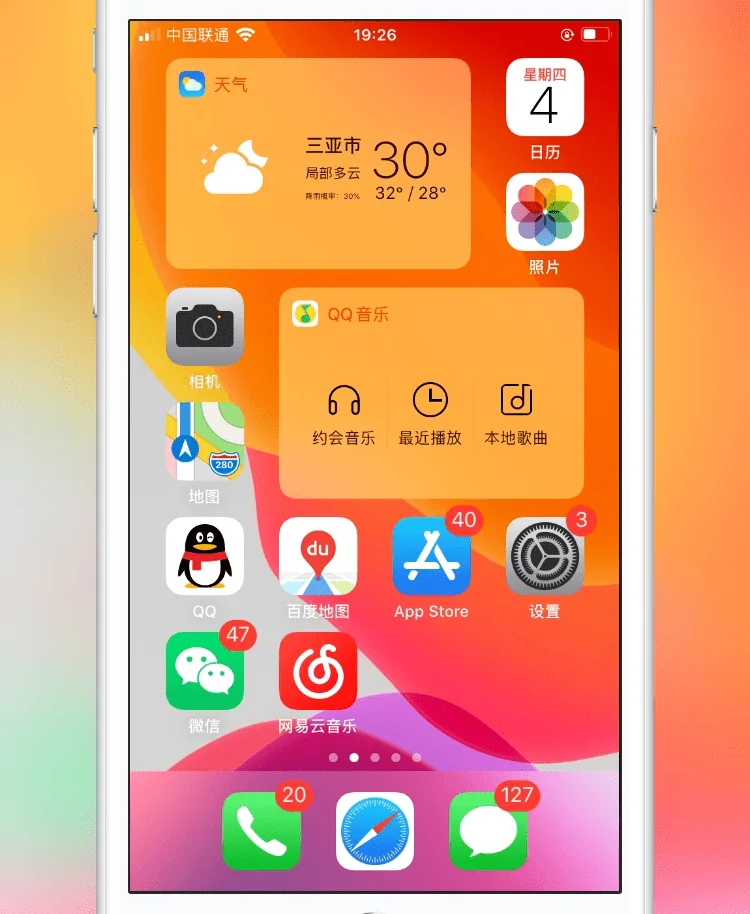 中国联通
19:26
天气
三亚市
局部多云
阵雨概率：30%
30°
32° / 28°
星期四
4
日历
照片
相机
QQ音乐
约会音乐
最近播放
本地歌曲
280
地图
QQ
du
百度地图
40
App Store
3
设置
47
微信
网易云音乐
20
127